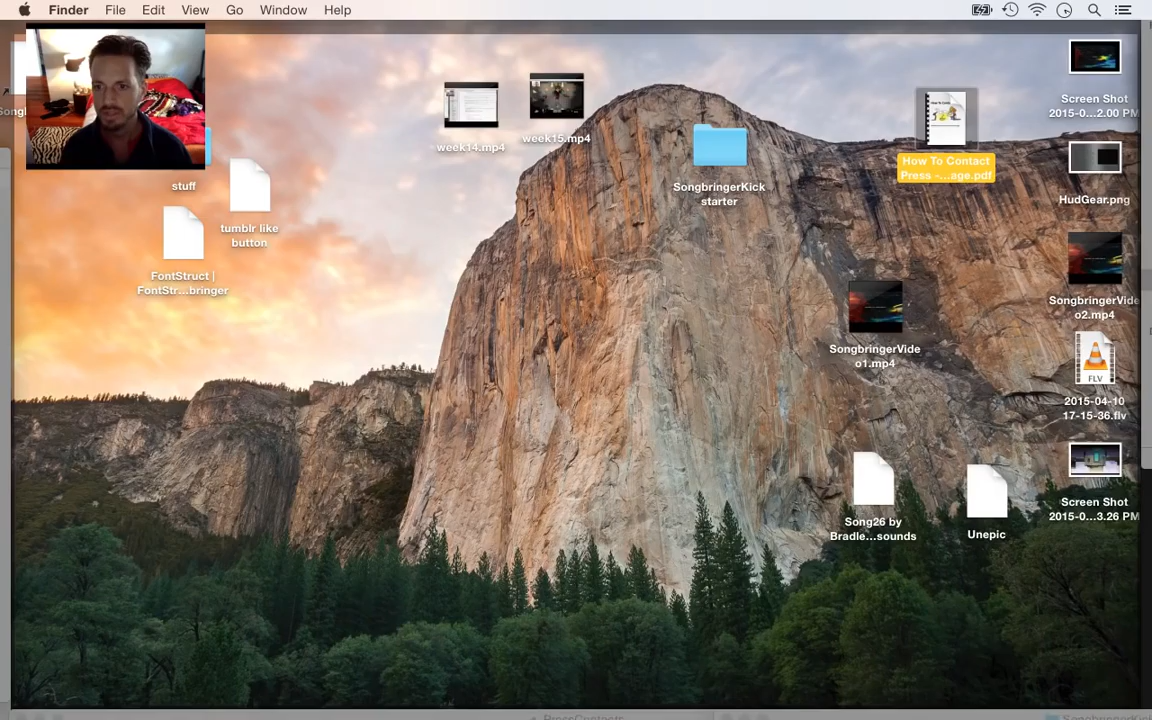 Finder File Edit View Go Window Help
Screen Shot
2015-0...2.00 PM
week14.mp4
week15.mp4
How To Contact
Press -...age.pdf
stuff
SongbringerKick
starter
HudGear.png
tumblr like
button
FontStruct |
FontStr...bringer
SongbringerVide
o2.mp4
SongbringerVide
o1.mp4
FLV
2015-04-10
17-15-36.flv
Screen Shot
2015-0...3.26 PM
Song26 by
Bradle...sounds
Unepic